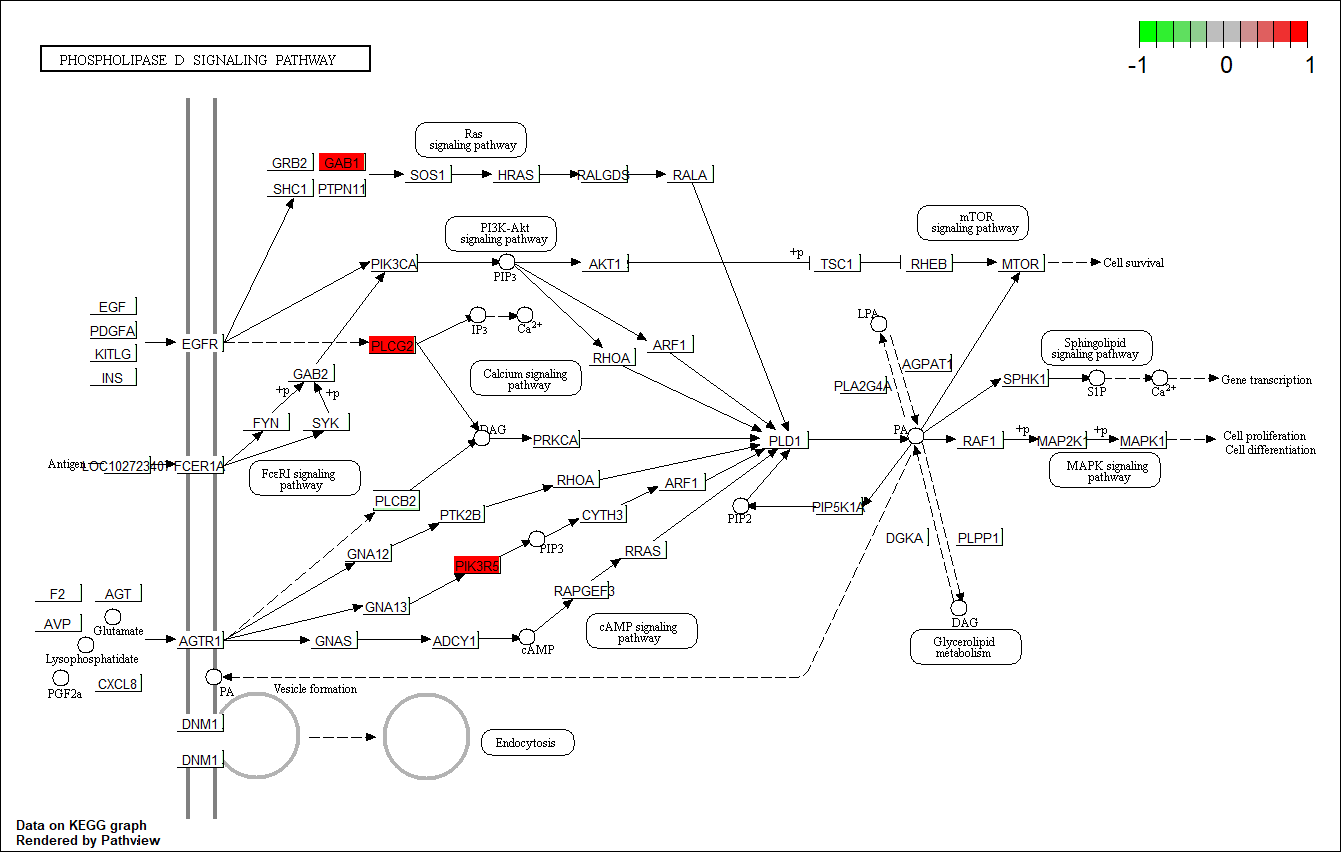 PHOSPHOLIPASE D SIGNALING PATHWAY
-1 0 1
Ras
signaling pathway
GRB2 GAB1
SOS1 HRAS RALGDS RALA
SHC1 PTPN11
PI3K-Akt
signaling pathway
mTOR
signaling pathway
PIK3CA
PIP3
AKT1
+p
TSC1 RHEB MTOR
Cell survival
EGF
PDGFA
KITLG
INS
EGFR
PLCG2
IP3
Ca2+
RHOA
ARF1
Calcium signaling
pathway
LPA
AGPAT1
PLA2G4A
Sphingolipid
signaling pathway
SPHK1
S1P
Ca2+
Gene transcription
GAB2
+p
+p
FYN SYK
DAG
PRKCA
PLD1
PA
RAF1
+p
MAP2K1
+p
MAPK1
Cell proliferation
Cell differentiation
MAPK signaling
pathway
Antigen
LOC102723407
FCER1A
FcεRI signaling
pathway
PLCB2
PTK2B
RHOA
ARF1
CYTH3
PIP2
PIP5K1A
GNA12
PIK3R5
PIP3
RRAS
DGKA
PLPP1
RAPGEF3
GNA13
F2 AGT
AVP
Glutamate
Lysophosphatidate
PGF2a
CXCL8
AGTR1
GNAS
ADCY1
cAMP
cAMP signaling
pathway
DAG
Glycerolipid
metabolism
PA
Vesicle formation
DNM1
DNM1
Endocytosis
Data on KEGG graph
Rendered by Pathview